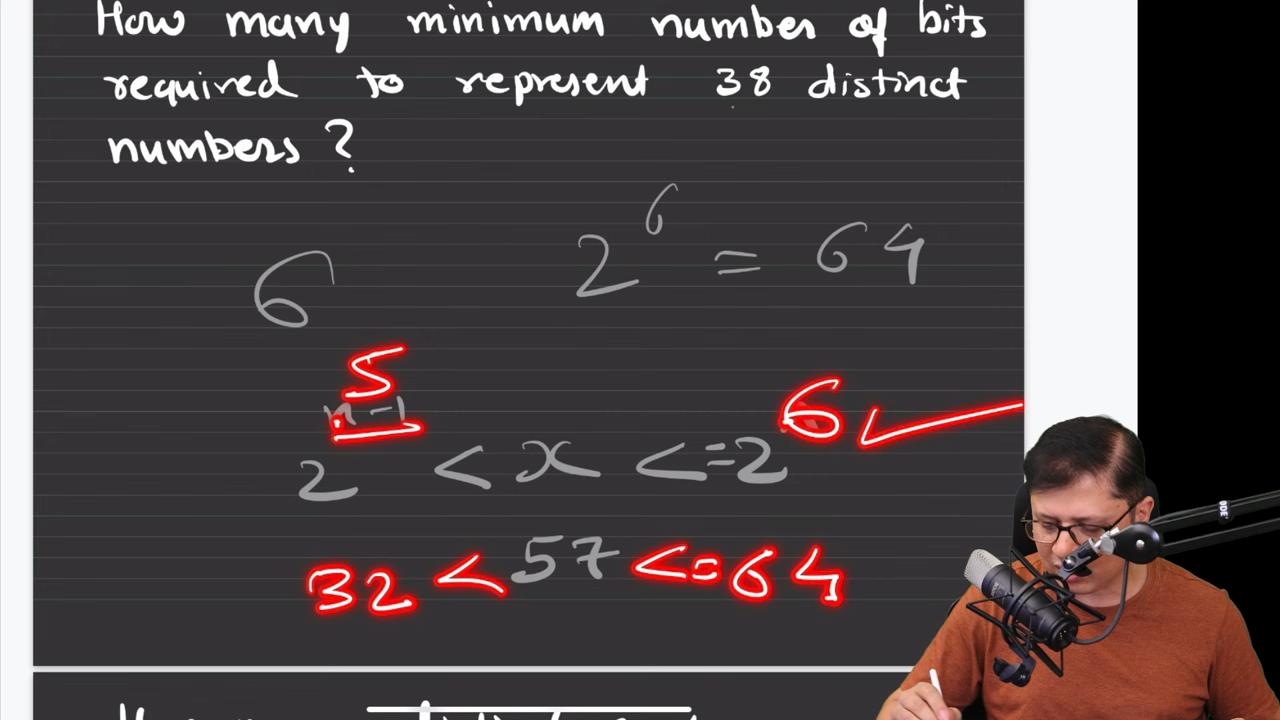 How many minimum number of bits
required to represent 38 distinct
numbers ?
6 2^6 = 64
5
n-1 6
2 < x <= 2
32 < 57 <= 64